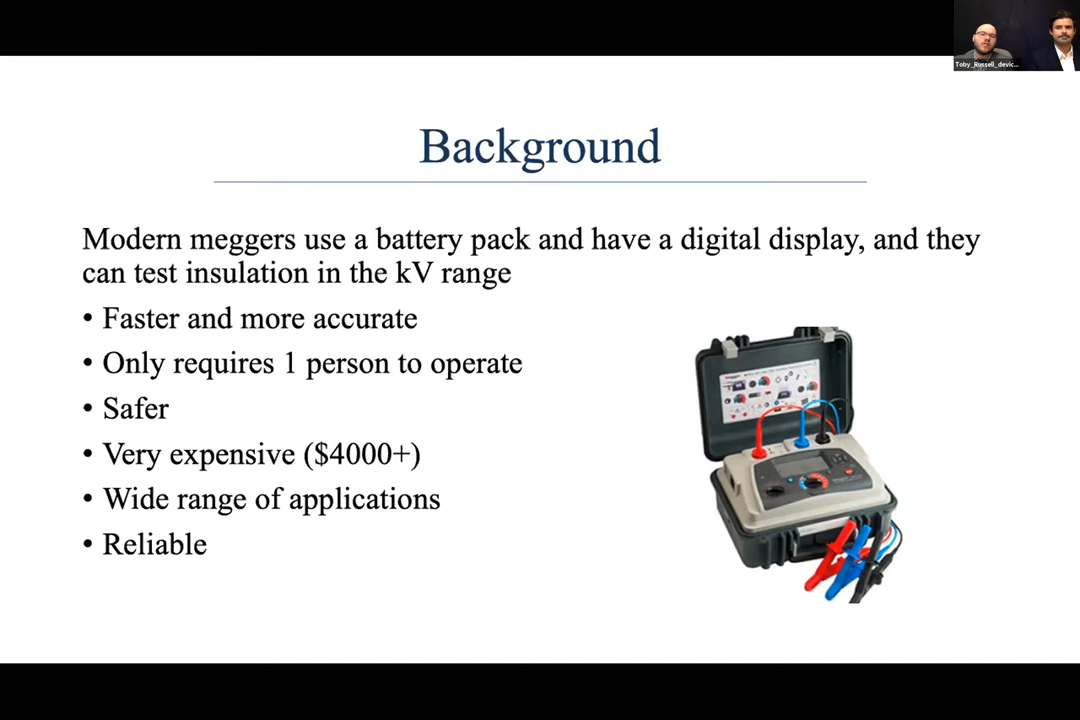 Toby_Russell_devic...
Background
Modern meggers use a battery pack and have a digital display, and they
can test insulation in the kV range
• Faster and more accurate
• Only requires 1 person to operate
• Safer
• Very expensive ($4000+)
• Wide range of applications
• Reliable